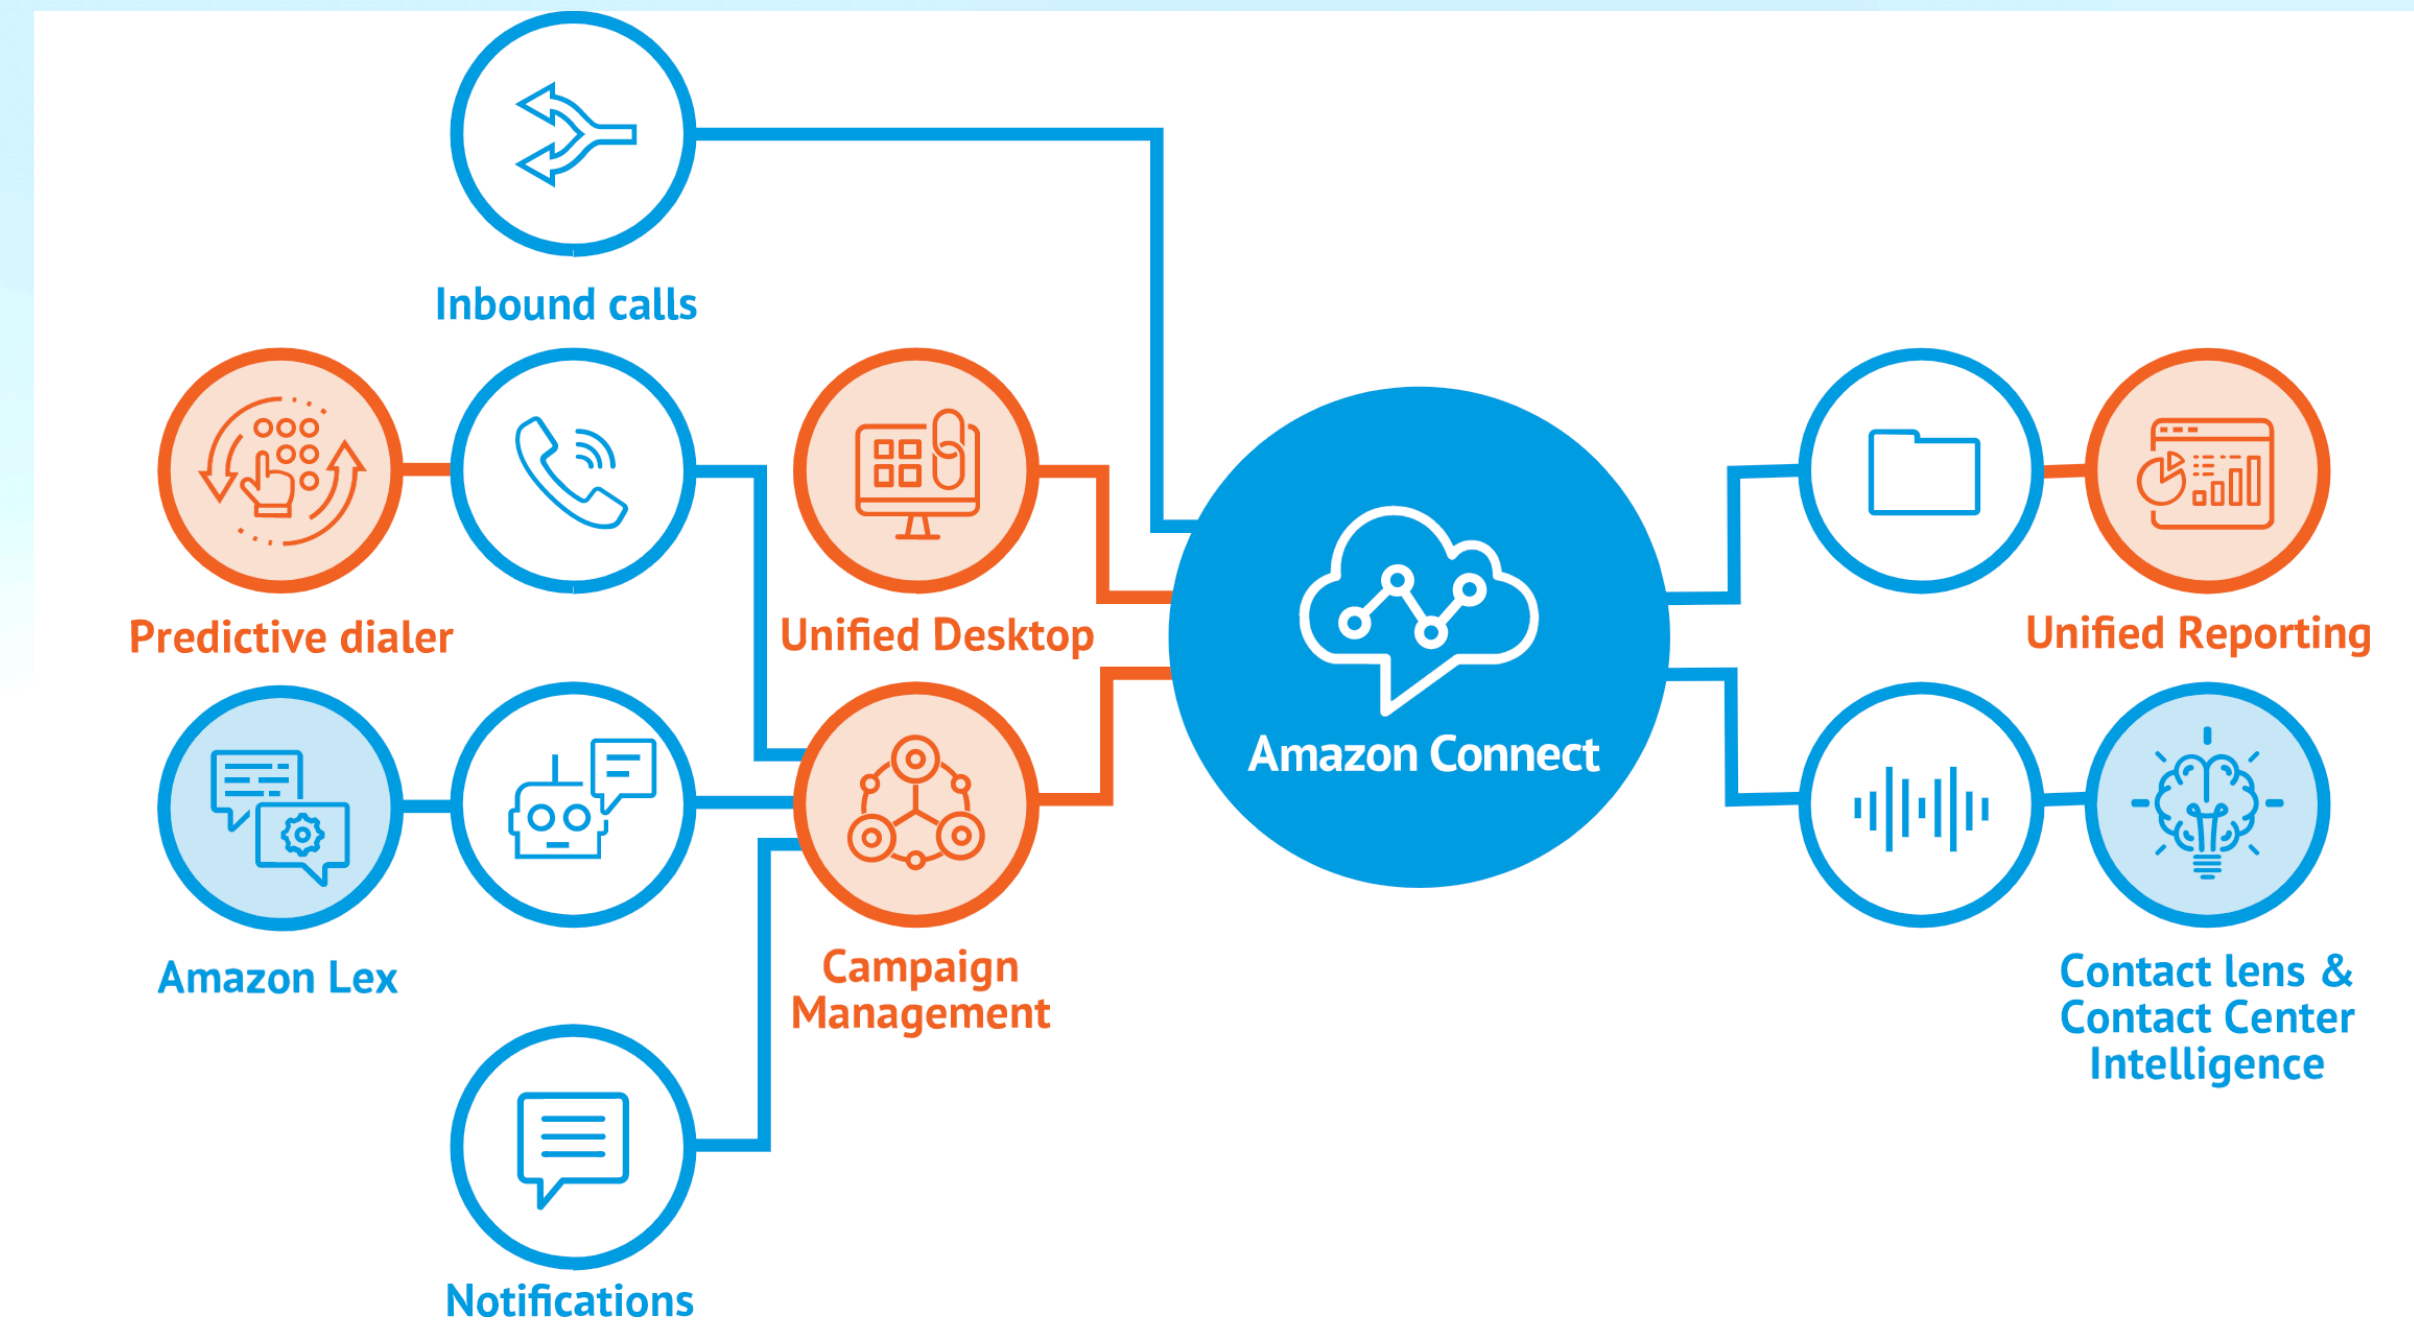 Inbound calls
Predictive dialer
Unified Desktop
Unified Reporting
Amazon Connect
Amazon Lex
Campaign
Management
Contact lens &
Contact Center
Intelligence
Notifications